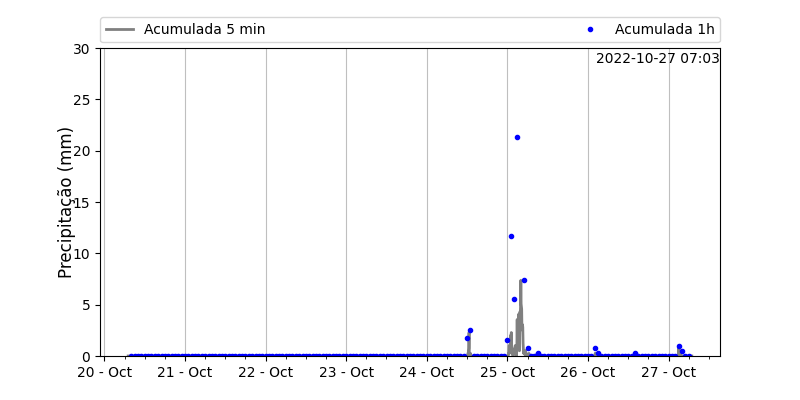 Acumulada 5 min
Acumulada 1h
2022-10-27 07:03
Precipitação (mm)
30
25
20
15
10
5
0
20 - Oct
21 - Oct
22 - Oct
23 - Oct
24 - Oct
25 - Oct
26 - Oct
27 - Oct